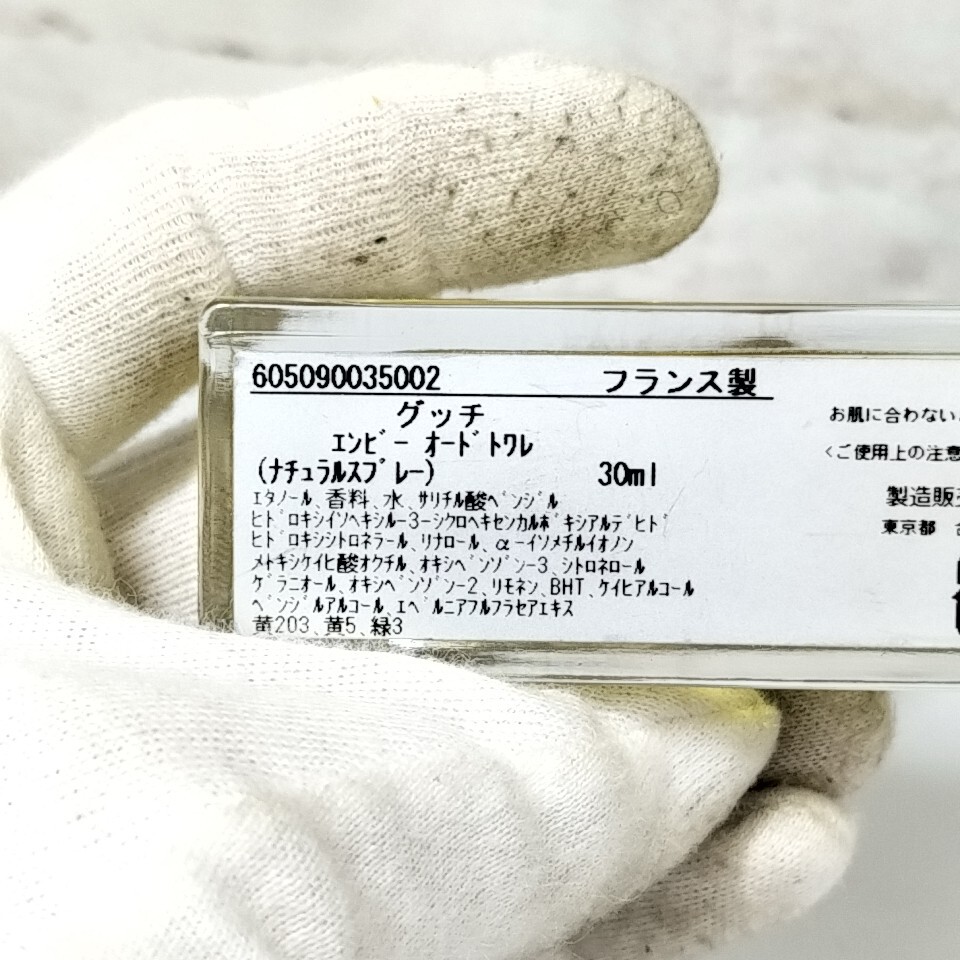 605090035002 フランス製
グッチ
エンビー オードトワレ
(ナチュラルスプレー) 30ml
エタノール、香料、水、サリチル酸ベンジル
ヒドロキシイソヘキシル-3-シクロヘキセンカルボキシアルデヒド
ヒドロキシシトロネラール、リナロール、α-イソメチルイオノン
メトキシケイヒ酸オクチル、オキシベンゾン-3、シトロネロール
ゲラニオール、オキシベンゾン-2、リモネン、BHT、ケイヒアルコール
ベンジルアルコール、エベルニアフルフラセアエキス
黄203、黄5、緑3
お肌に合わない
<ご使用上の注意
製造販売
東京都